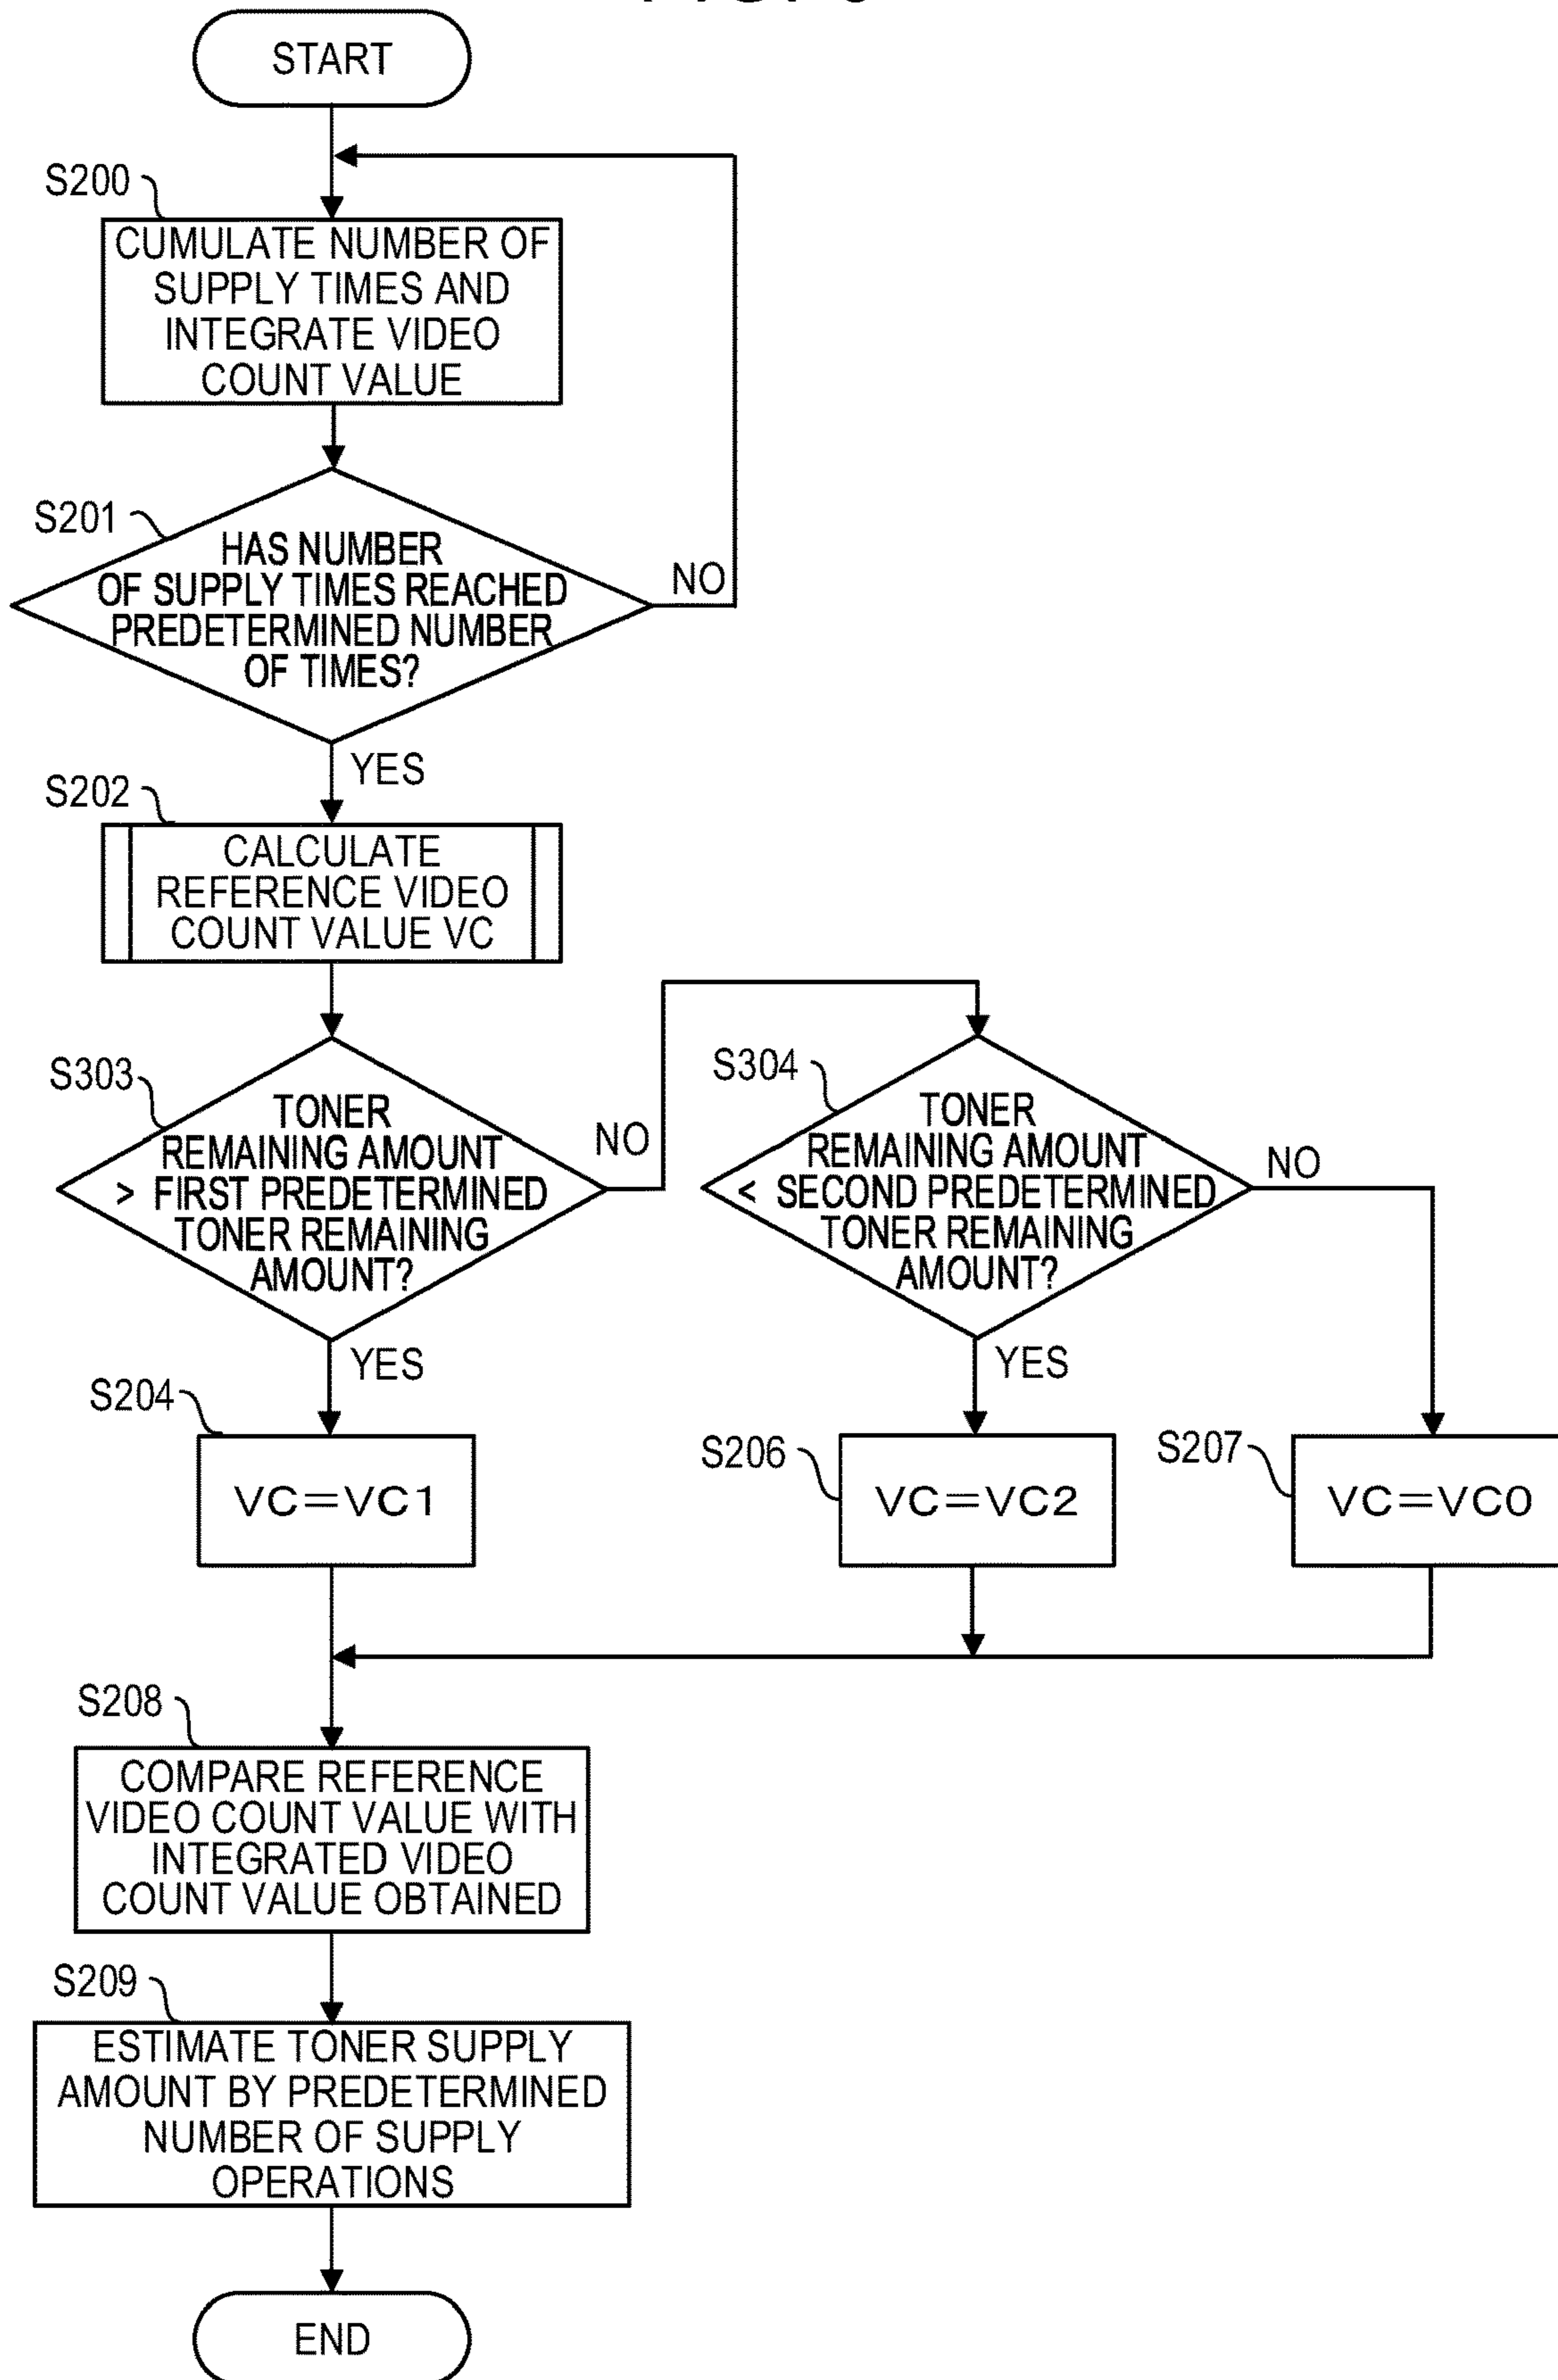 START
S200
CUMULATE NUMBER OF
SUPPLY TIMES AND
INTEGRATE VIDEO
COUNT VALUE
S201
HAS NUMBER
OF SUPPLY TIMES REACHED
PREDETERMINED NUMBER
OF TIMES?
NO
YES
S202
CALCULATE
REFERENCE VIDEO
COUNT VALUE VC
S303
TONER
REMAINING AMOUNT
> FIRST PREDETERMINED
TONER REMAINING
AMOUNT?
NO
YES
S304
TONER
REMAINING AMOUNT
< SECOND PREDETERMINED
TONER REMAINING
AMOUNT?
NO
YES
S204
VC=VC1
S206
VC=VC2
S207
VC=VC0
S208
COMPARE REFERENCE
VIDEO COUNT VALUE WITH
INTEGRATED VIDEO
COUNT VALUE OBTAINED
S209
ESTIMATE TONER SUPPLY
AMOUNT BY PREDETERMINED
NUMBER OF SUPPLY
OPERATIONS
END